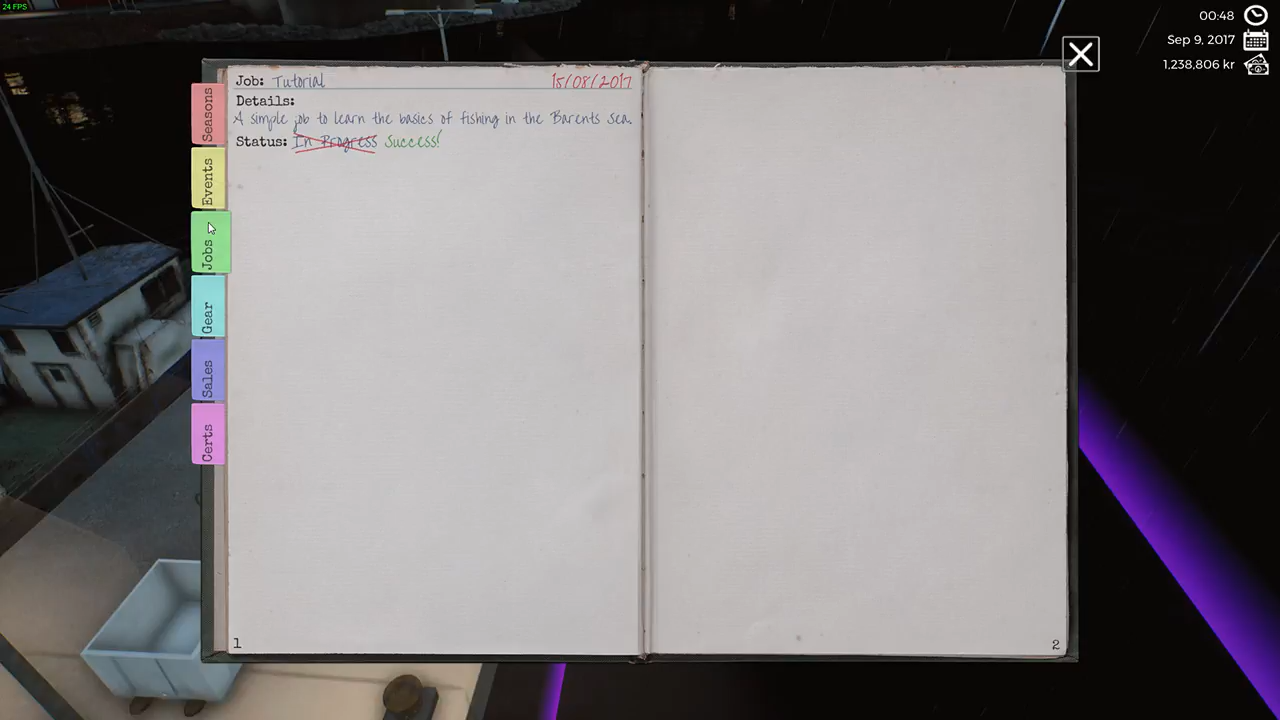 24 FPS
00:48
Sep 9, 2017
1,238,806 kr
Job: Tutorial 15/08/2017
Details:
A simple job to learn the basics of fishing in the Barents Sea.
Status: In Progress Success!
Seasons
Events
Jobs
Gear
Sales
Certs
1
2